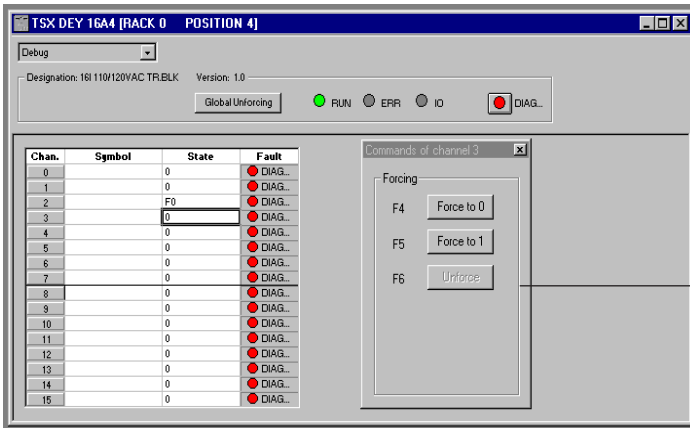 TSX DEY 16A4 [RACK 0 POSITION 4]
Debug
Designation: 16I 110/120VAC TR.BLK Version: 1.0
Global Unforcing RUN ERR IO DIAG...
Commands of channel 3
Chan. Symbol State Fault
0 0 DIAG...
1 0 DIAG...
2 F0 DIAG...
3 0 DIAG...
4 0 DIAG...
5 0 DIAG...
6 0 DIAG...
7 0 DIAG...
8 0 DIAG...
9 0 DIAG...
10 0 DIAG...
11 0 DIAG...
12 0 DIAG...
13 0 DIAG...
14 0 DIAG...
15 0 DIAG...
Forcing
F4 Force to 0
F5 Force to 1
F6 Unforce